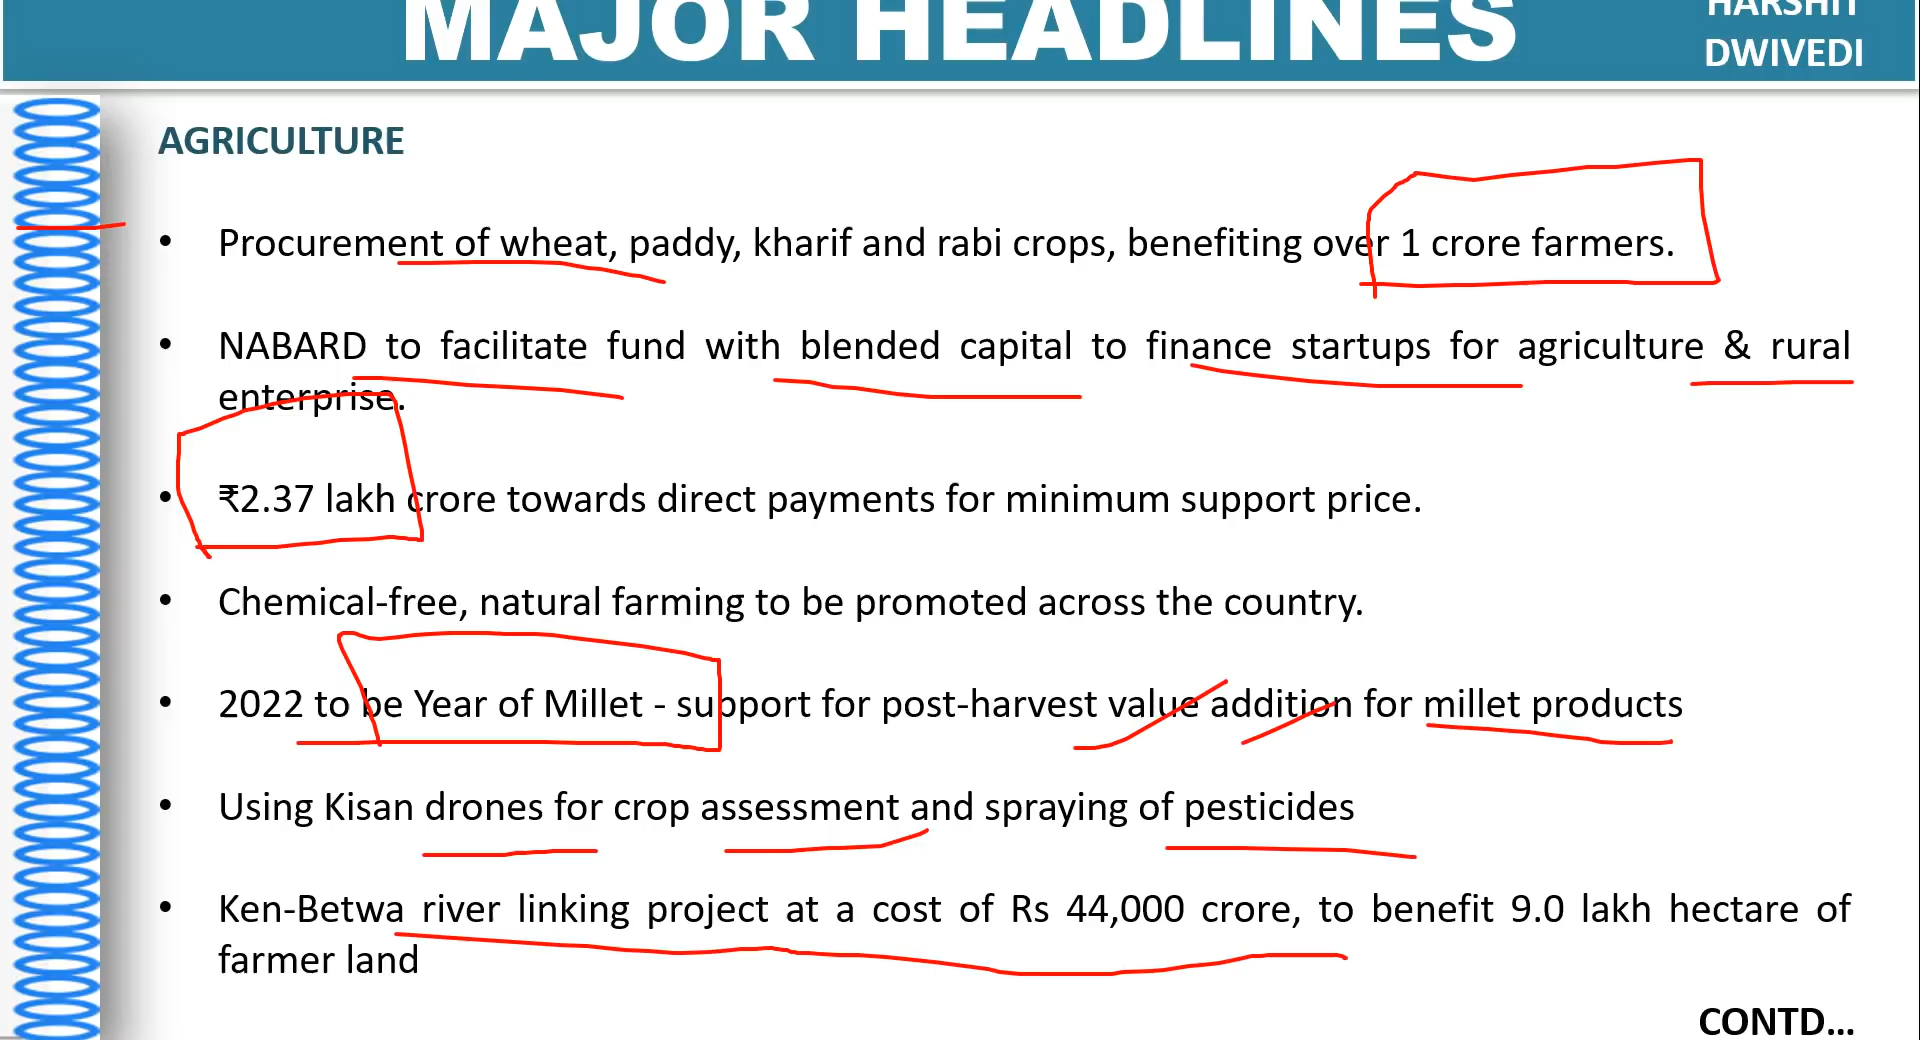 MAJOR HEADLINES
HARSHIT
DWIVEDI
AGRICULTURE
• Procurement of wheat, paddy, kharif and rabi crops, benefiting over 1 crore farmers.
• NABARD to facilitate fund with blended capital to finance startups for agriculture & rural
enterprise.
• ₹2.37 lakh crore towards direct payments for minimum support price.
• Chemical-free, natural farming to be promoted across the country.
• 2022 to be Year of Millet - support for post-harvest value addition for millet products
• Using Kisan drones for crop assessment and spraying of pesticides
• Ken-Betwa river linking project at a cost of Rs 44,000 crore, to benefit 9.0 lakh hectare of
farmer land
CONTD...